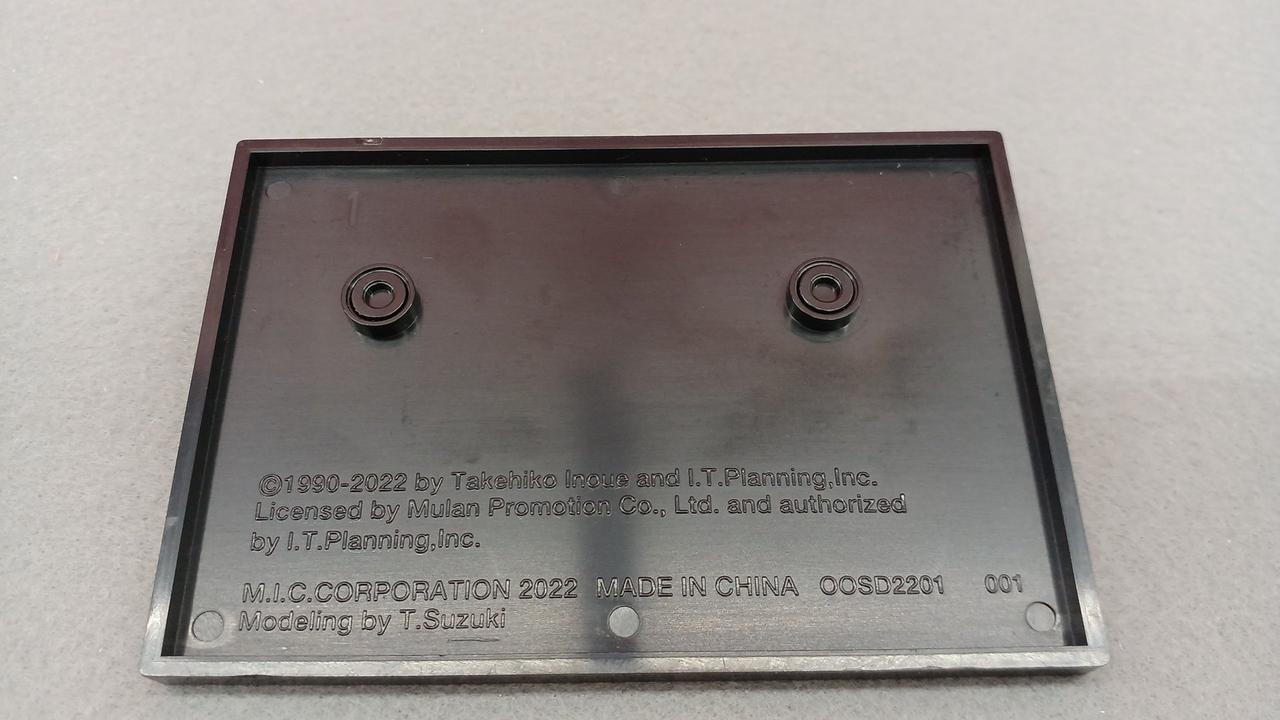 ©1990-2022 by Takehiko Inoue and I.T.Planning,Inc.
Licensed by Mulan Promotion Co., Ltd. and authorized
by I.T.Planning,Inc.
M.I.C.CORPORATION 2022 MADE IN CHINA OOSD2201 001
Modeling by T.Suzuki